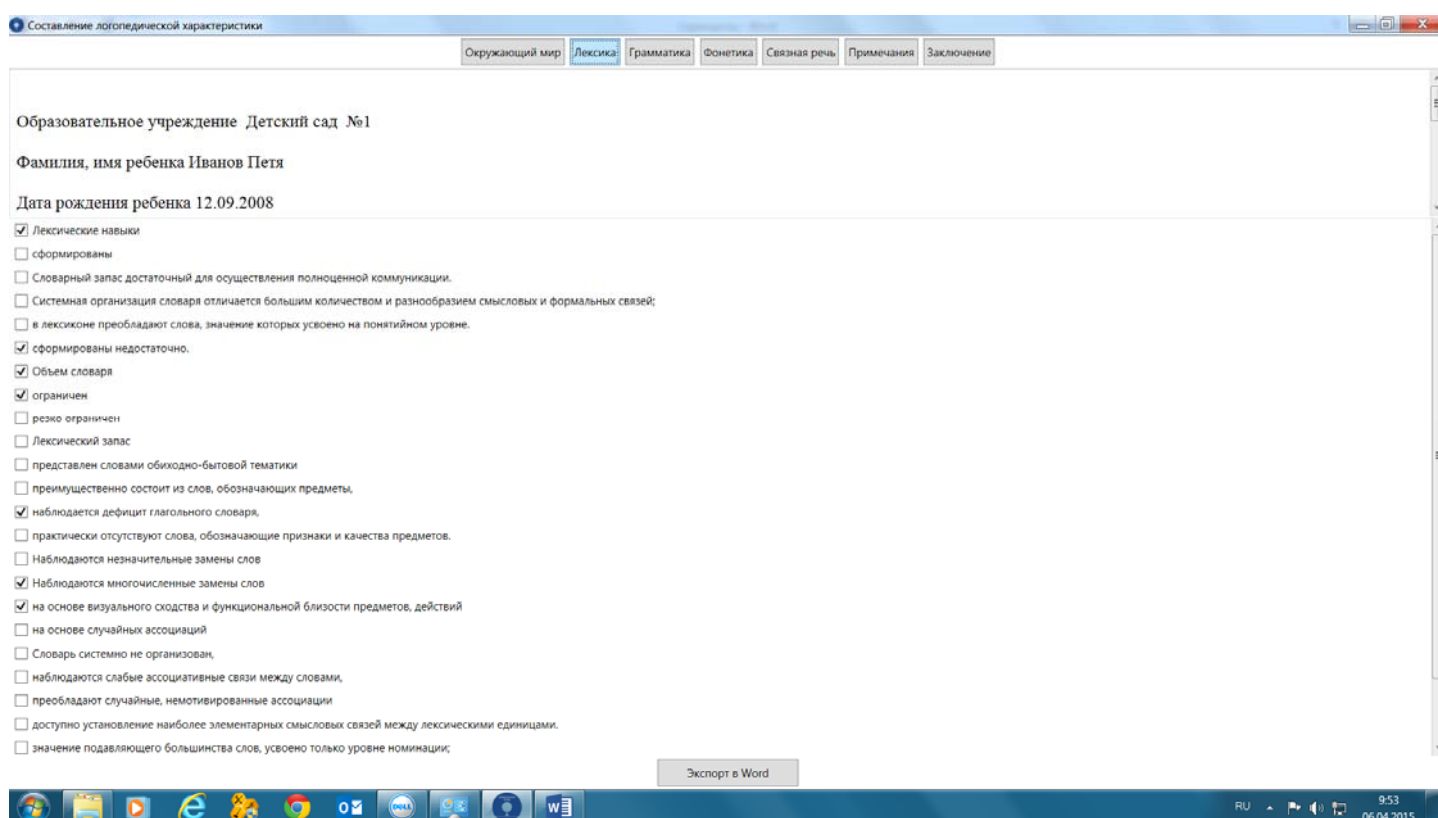 Составление логопедической характеристики
Окружающий мир Лексика Грамматика Фонетика Связная речь Примечания Заключение
Образовательное учреждение Детский сад №1
Фамилия, имя ребенка Иванов Петя
Дата рождения ребенка 12.09.2008
Лексические навыки
сформированы
Словарный запас достаточный для осуществления полноценной коммуникации.
Системная организация словаря отличается большим количеством и разнообразием смысловых и формальных связей;
в лексиконе преобладают слова, значение которых усвоено на понятийном уровне.
сформированы недостаточно.
Объем словаря
ограничен
резко ограничен
Лексический запас
представлен словами обиходно-бытовой тематики
преимущественно состоит из слов, обозначающих предметы,
наблюдается дефицит глагольного словаря,
практически отсутствуют слова, обозначающие признаки и качества предметов.
Наблюдаются незначительные замены слов
Наблюдаются многочисленные замены слов
на основе визуального сходства и функциональной близости предметов, действий
на основе случайных ассоциаций
Словарь системно не организован,
наблюдаются слабые ассоциативные связи между словами,
преобладают случайные, немотивированные ассоциации
доступно установление наиболее элементарных смысловых связей между лексическими единицами.
значение подавляющего большинства слов, усвоено только уровне номинации;
Экспорт в Word
DELL
RU 9:53
06.04.2015